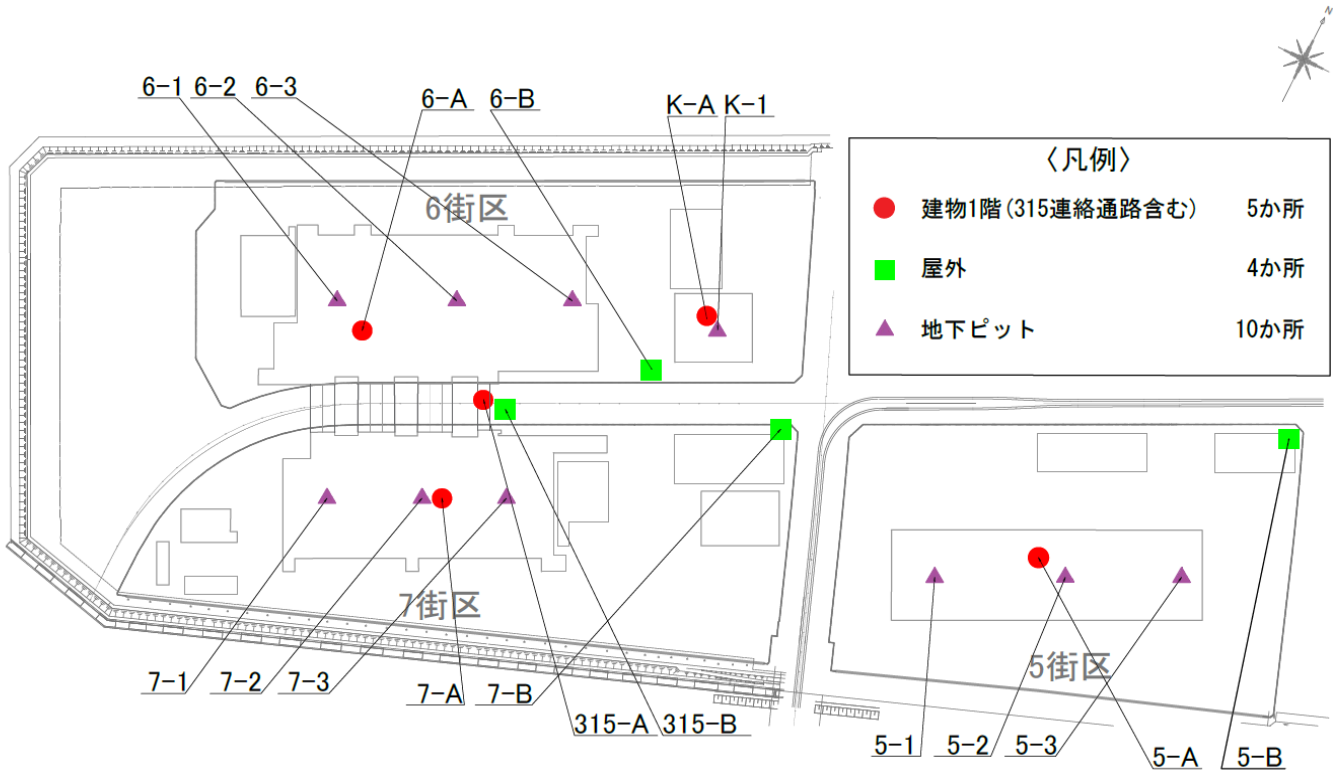 N
6-1 6-2 6-3 6-A 6-B K-A K-1
〈凡例〉
建物1階(315連絡通路含む) 5か所
屋外 4か所
地下ピット 10か所
6街区
7街区
5街区
7-1 7-2 7-3 7-A 7-B
315-A 315-B
5-1 5-2 5-3 5-A 5-B